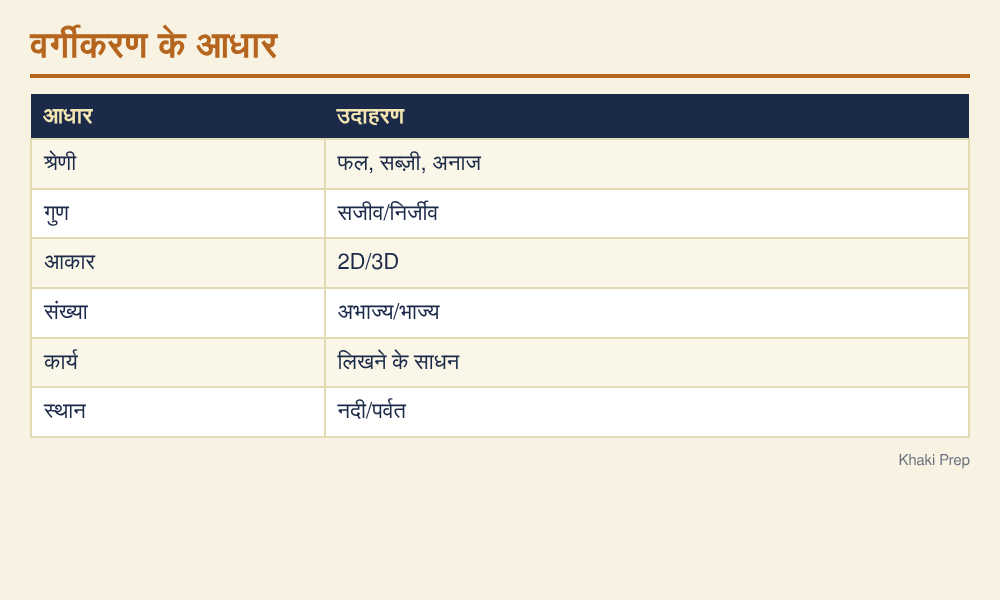 वर्गीकरण के आधार
आधार उदाहरण
श्रेणी फल, सब्ज़ी, अनाज
गुण सजीव/निर्जीव
आकार 2D/3D
संख्या अभाज्य/भाज्य
कार्य लिखने के साधन
स्थान नदी/पर्वत
Khaki Prep